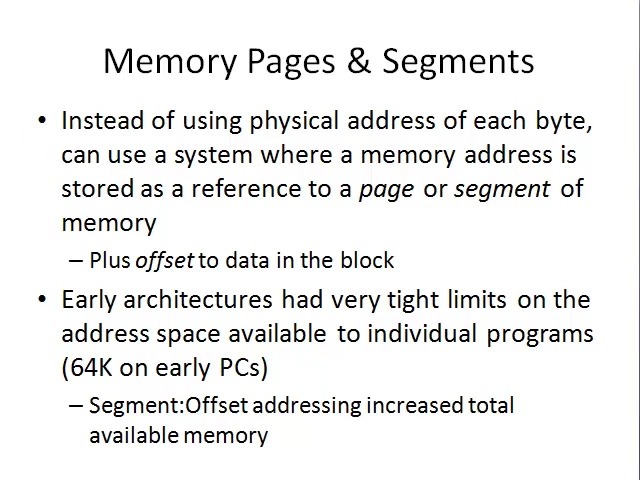 Memory Pages & Segments
• Instead of using physical address of each byte,
can use a system where a memory address is
stored as a reference to a page or segment of
memory
– Plus offset to data in the block
• Early architectures had very tight limits on the
address space available to individual programs
(64K on early PCs)
– Segment:Offset addressing increased total
available memory